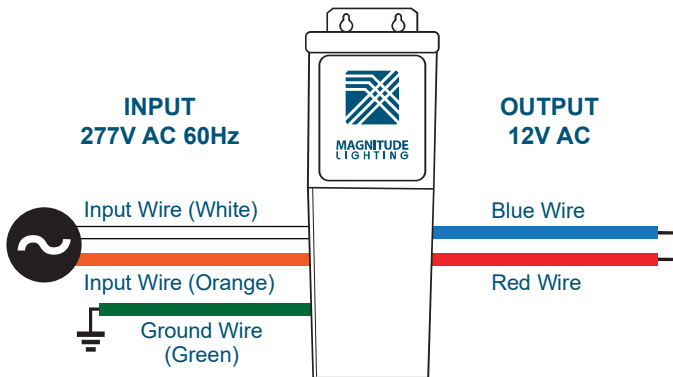 INPUT
277V AC 60Hz
MAGNITUDE
LIGHTING
OUTPUT
12V AC
Input Wire (White)
Blue Wire
Input Wire (Orange)
Red Wire
Ground Wire
(Green)